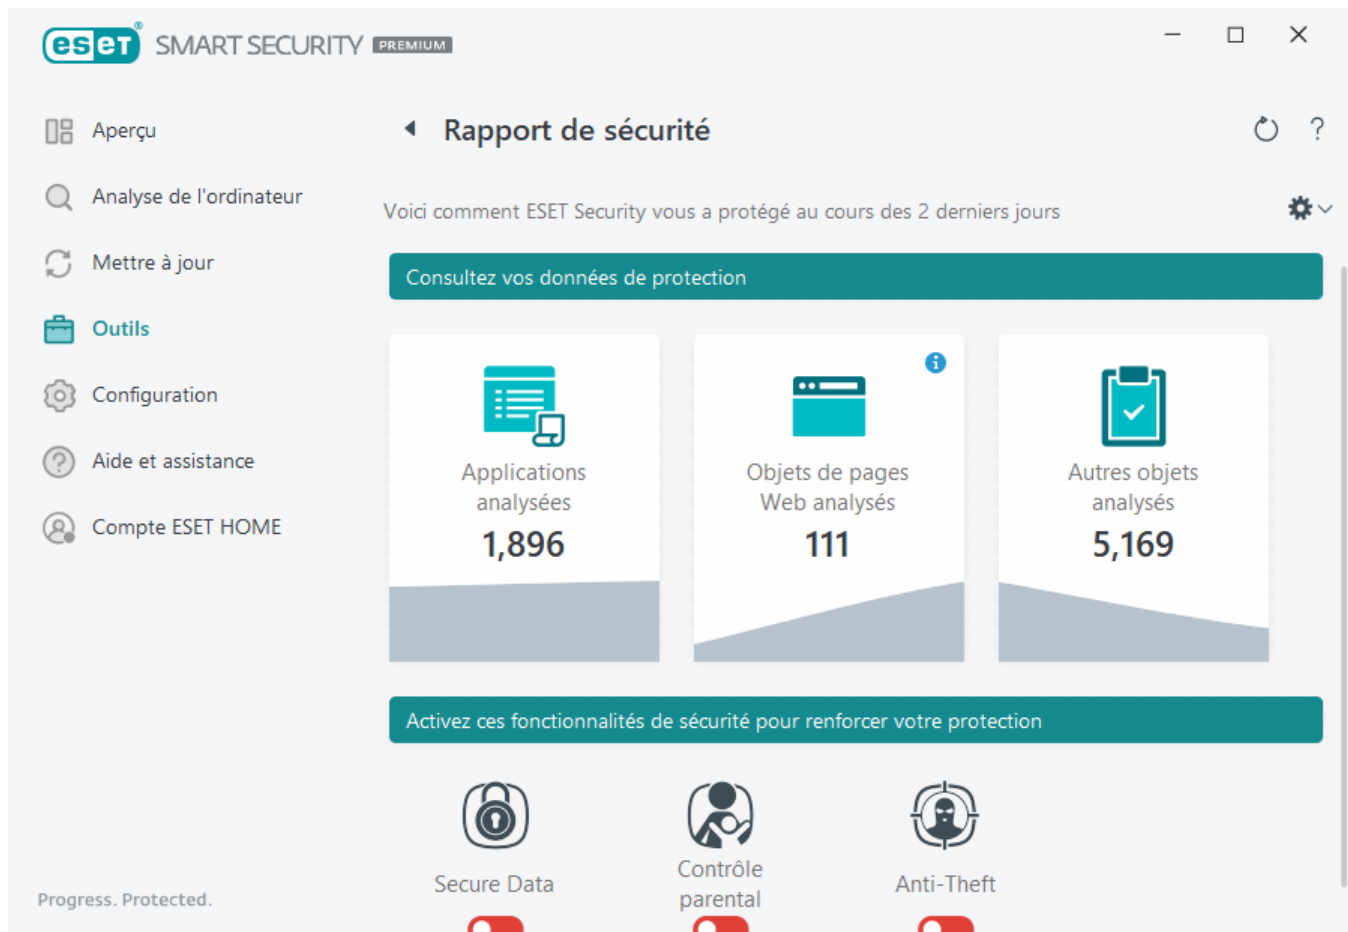 eset® SMART SECURITY PREMIUM
Aperçu
Analyse de l'ordinateur
Mettre à jour
Outils
Configuration
Aide et assistance
Compte ESET HOME
Progress. Protected.
Rapport de sécurité
?
Voici comment ESET Security vous a protégé au cours des 2 derniers jours
Consultez vos données de protection
Applications
analysées
1,896
Objets de pages
Web analysés
111
Autres objets
analysés
5,169
Activez ces fonctionnalités de sécurité pour renforcer votre protection
Secure Data
Contrôle
parental
Anti-Theft